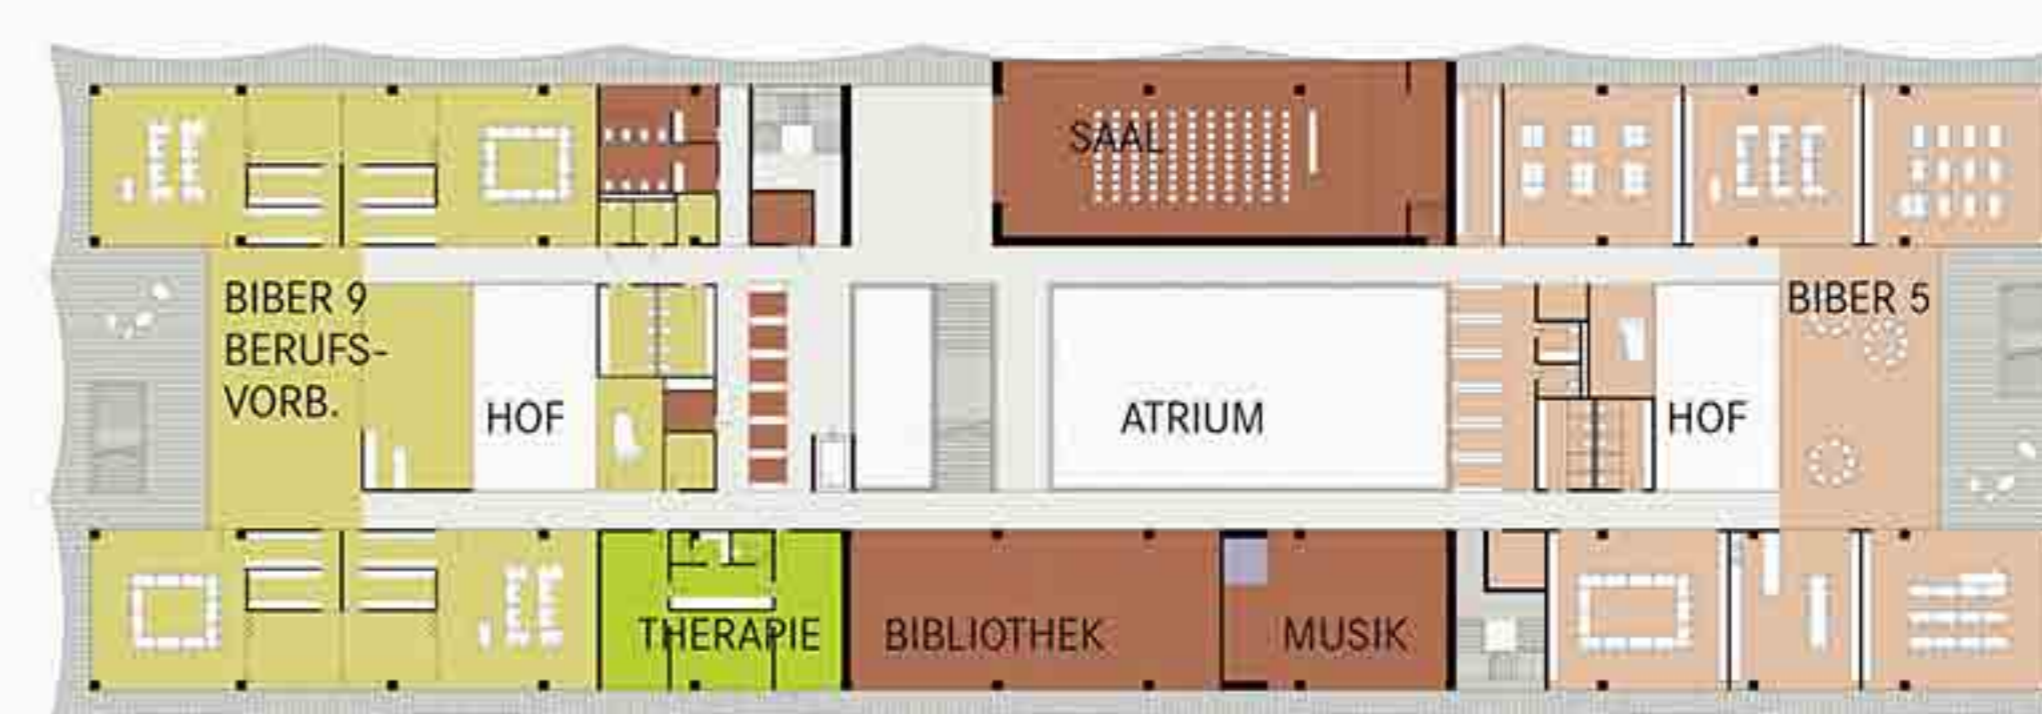 SAAL
BIBER 9
BERUFS-
VORB.
HOF
ATRIUM
HOF
BIBER 5
THERAPIE
BIBLIOTHEK
MUSIK